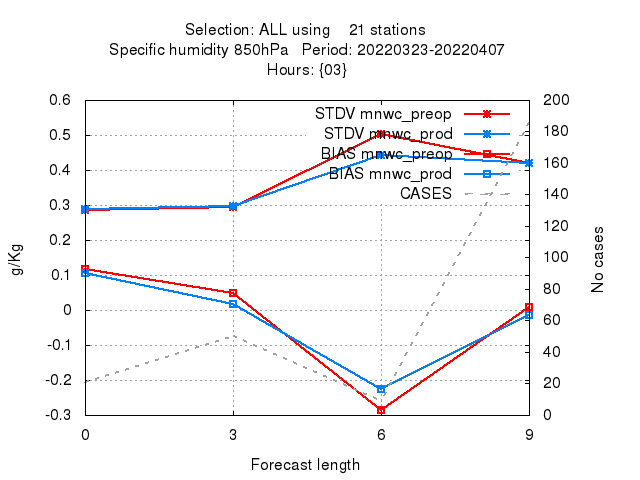 Selection: ALL using 21 stations
Specific humidity 850hPa Period: 20220323-20220407
Hours: {03}
0.6
0.5
0.4
0.3
0.2
0.1
0
-0.1
-0.2
-0.3
g/Kg
STDV mnwc_preop
STDV mnwc_prod
BIAS mnwc_preop
BIAS mnwc_prod
CASES
200
180
160
140
120
100
80
60
40
20
0
No cases
0 3 6 9
Forecast length